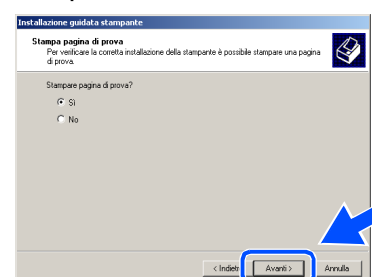 Installazione guidata stampante
Stampa pagina di prova
Per verificare la corretta installazione della stampante è possibile stampare una pagina
di prova.
Stampare pagina di prova?
Sì
No
< Indietr
Avanti >
Annulla